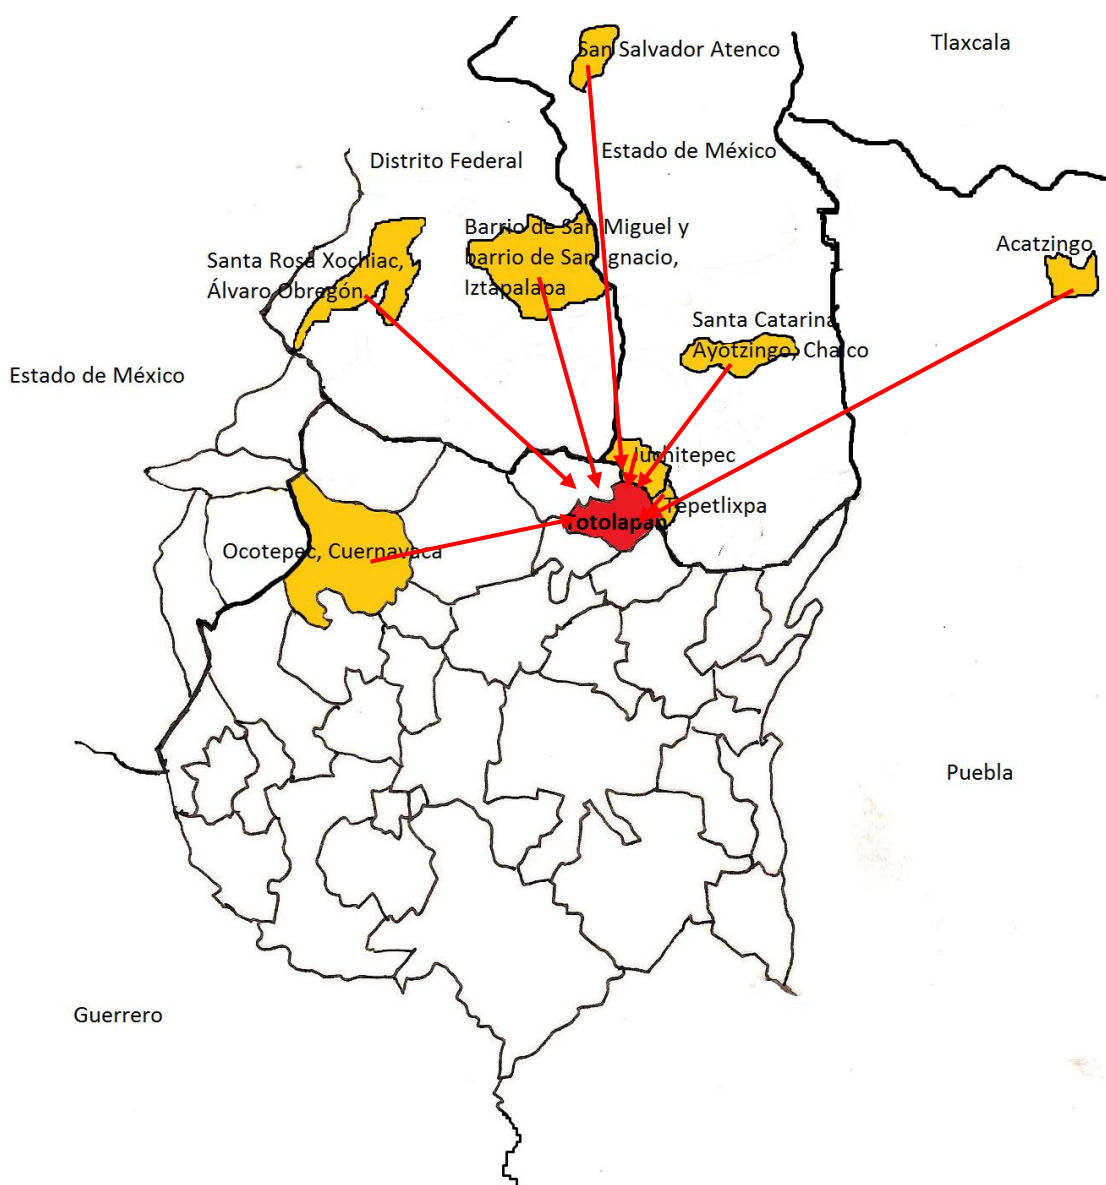 San Salvador Atenco
Tlaxcala
Distrito Federal
Estado de México
Barrio de San Miguel y
barrio de San Ignacio,
Iztapalapa
Acatzingo
Santa Rosa Xochiac,
Álvaro Obregón
Santa Catarina
Ayotzingo, Chalco
Estado de México
Juchitepec
Tepetlixpa
Totolapan
Ocotepec, Cuernavaca
Puebla
Guerrero